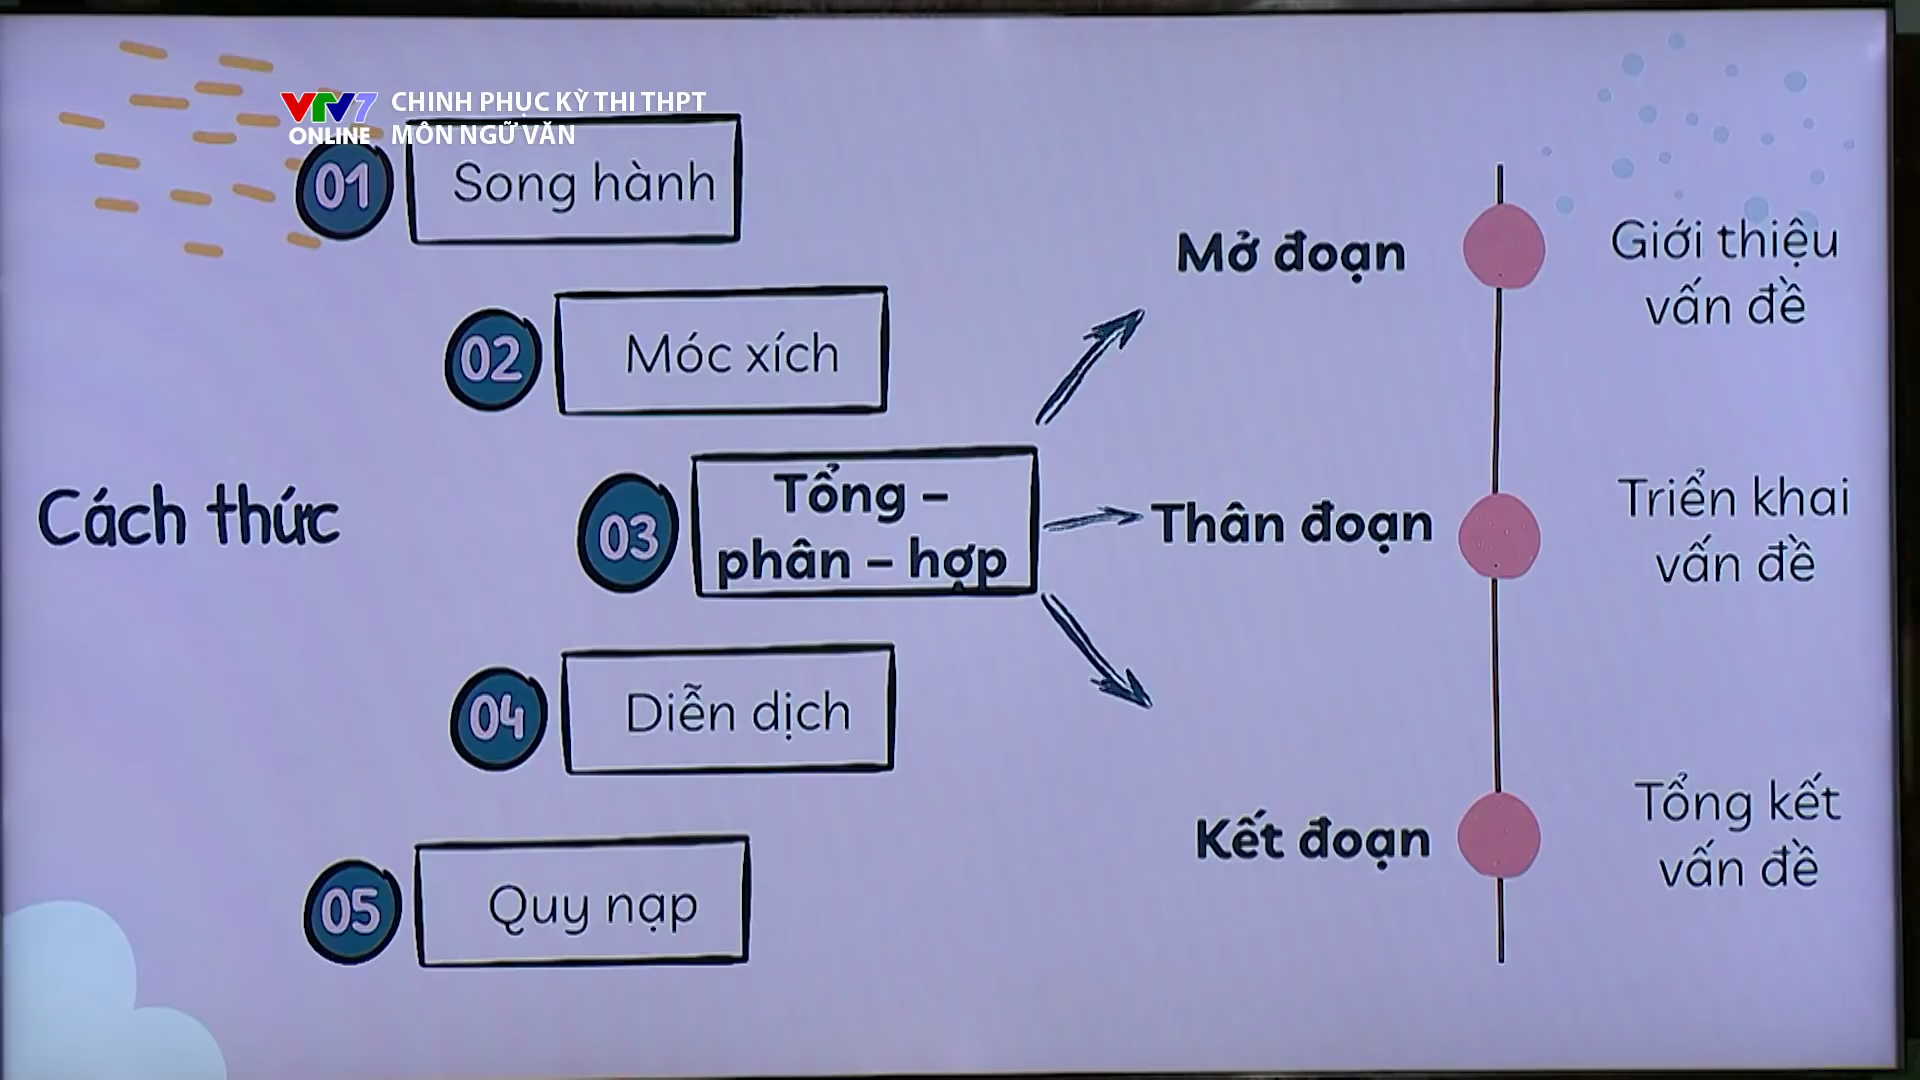 VTV7
ONLINE
CHINH PHỤC KỲ THI THPT
MÔN NGỮ VĂN
Cách thức
01
Song hành
02
Móc xích
03
Tổng –
phân – hợp
04
Diễn dịch
05
Quy nạp
Mở đoạn
Giới thiệu
vấn đề
Thân đoạn
Triển khai
vấn đề
Kết đoạn
Tổng kết
vấn đề